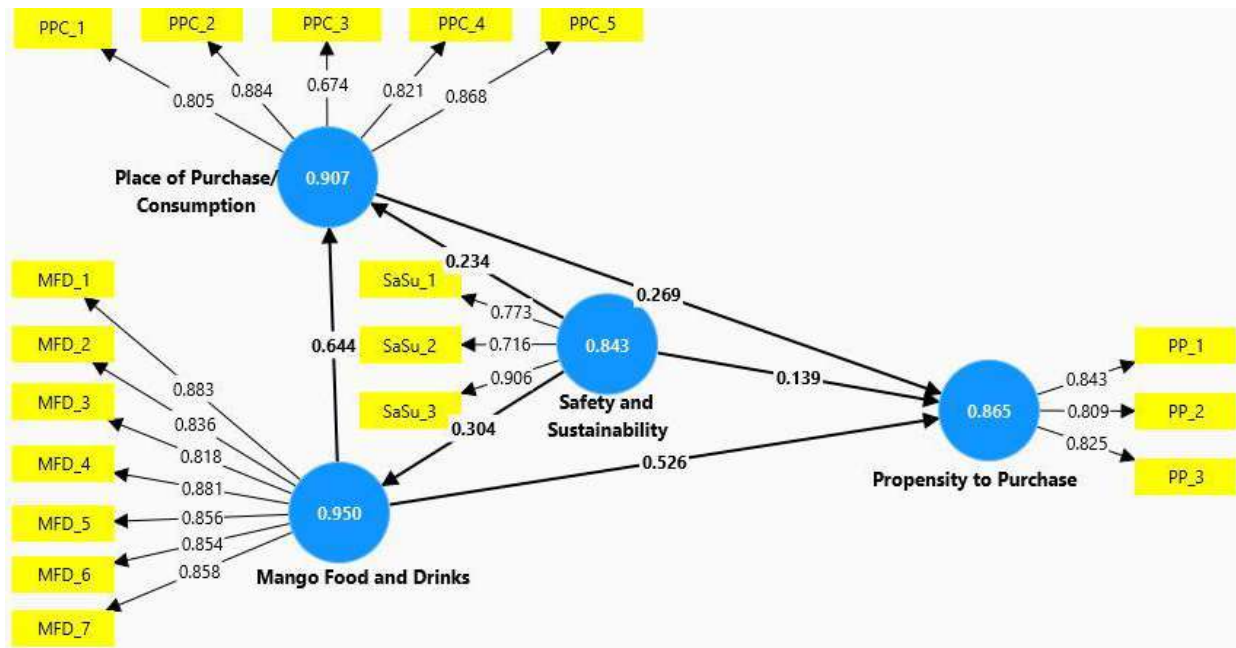 PPC_1
PPC_2
PPC_3
PPC_4
PPC_5
0.805
0.884
0.674
0.821
0.868
Place of Purchase/
Consumption
0.907
0.234
0.269
MFD_1
MFD_2
MFD_3
MFD_4
MFD_5
MFD_6
MFD_7
0.883
0.836
0.818
0.881
0.856
0.854
0.858
0.644
SaSu_1
SaSu_2
SaSu_3
0.773
0.716
0.906
0.843
Safety and
Sustainability
0.304
0.139
0.526
0.950
Mango Food and Drinks
0.865
Propensity to Purchase
0.843
0.809
0.825
PP_1
PP_2
PP_3